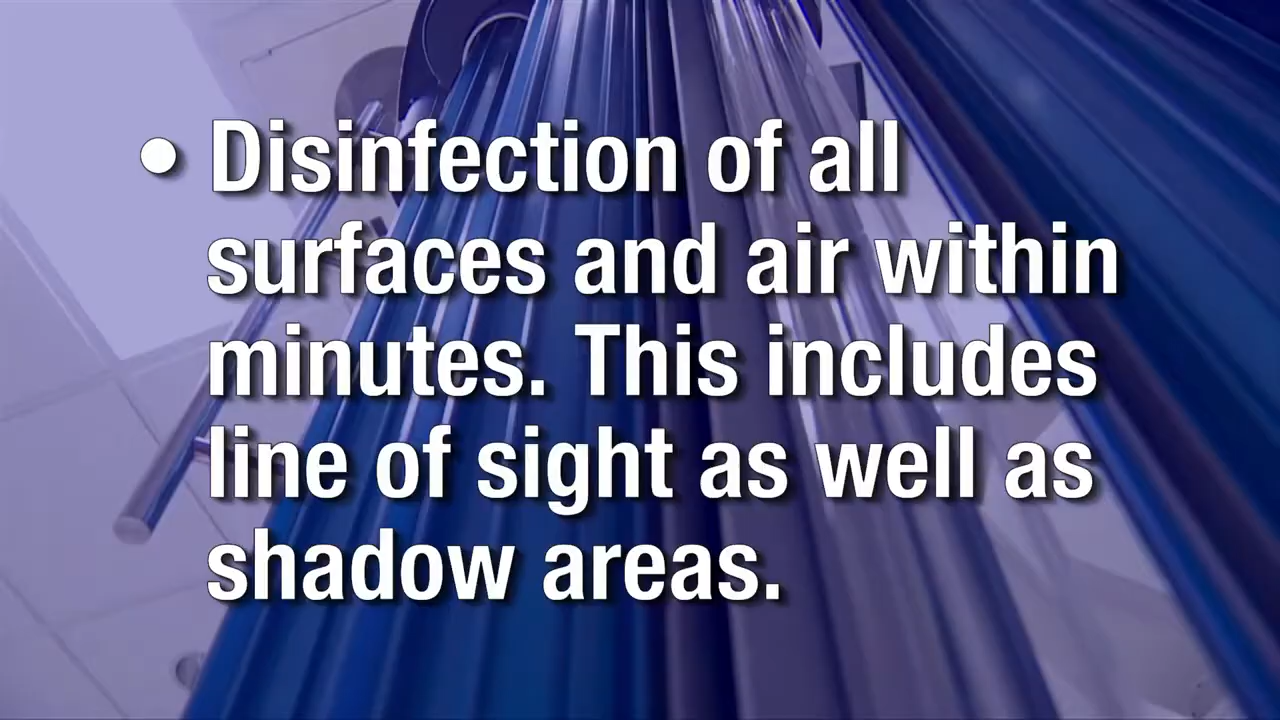 • Disinfection of all
surfaces and air within
minutes. This includes
line of sight as well as
shadow areas.